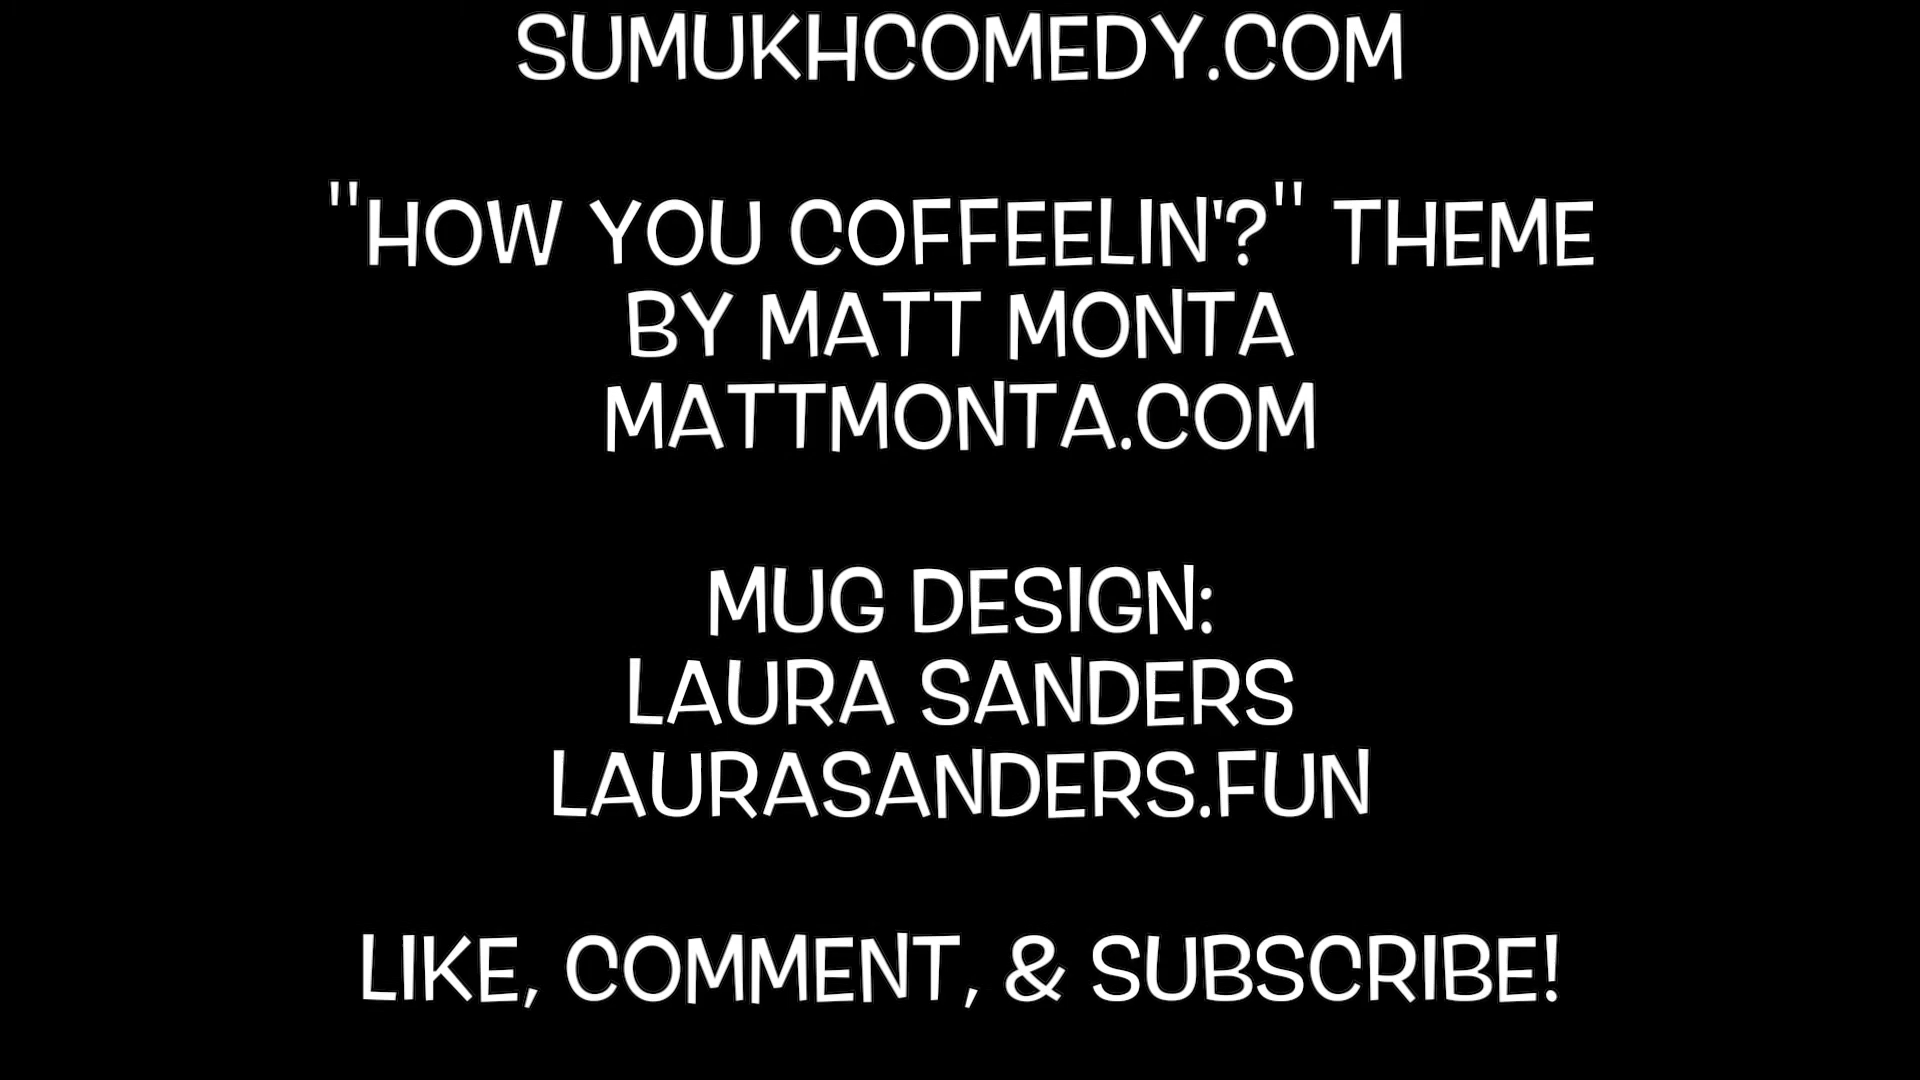 SUMUKHCOMEDY.COM
"HOW YOU COFFEELIN'?" THEME
BY MATT MONTA
MATTMONTA.COM
MUG DESIGN:
LAURA SANDERS
LAURASANDERS.FUN
LIKE, COMMENT, & SUBSCRIBE!